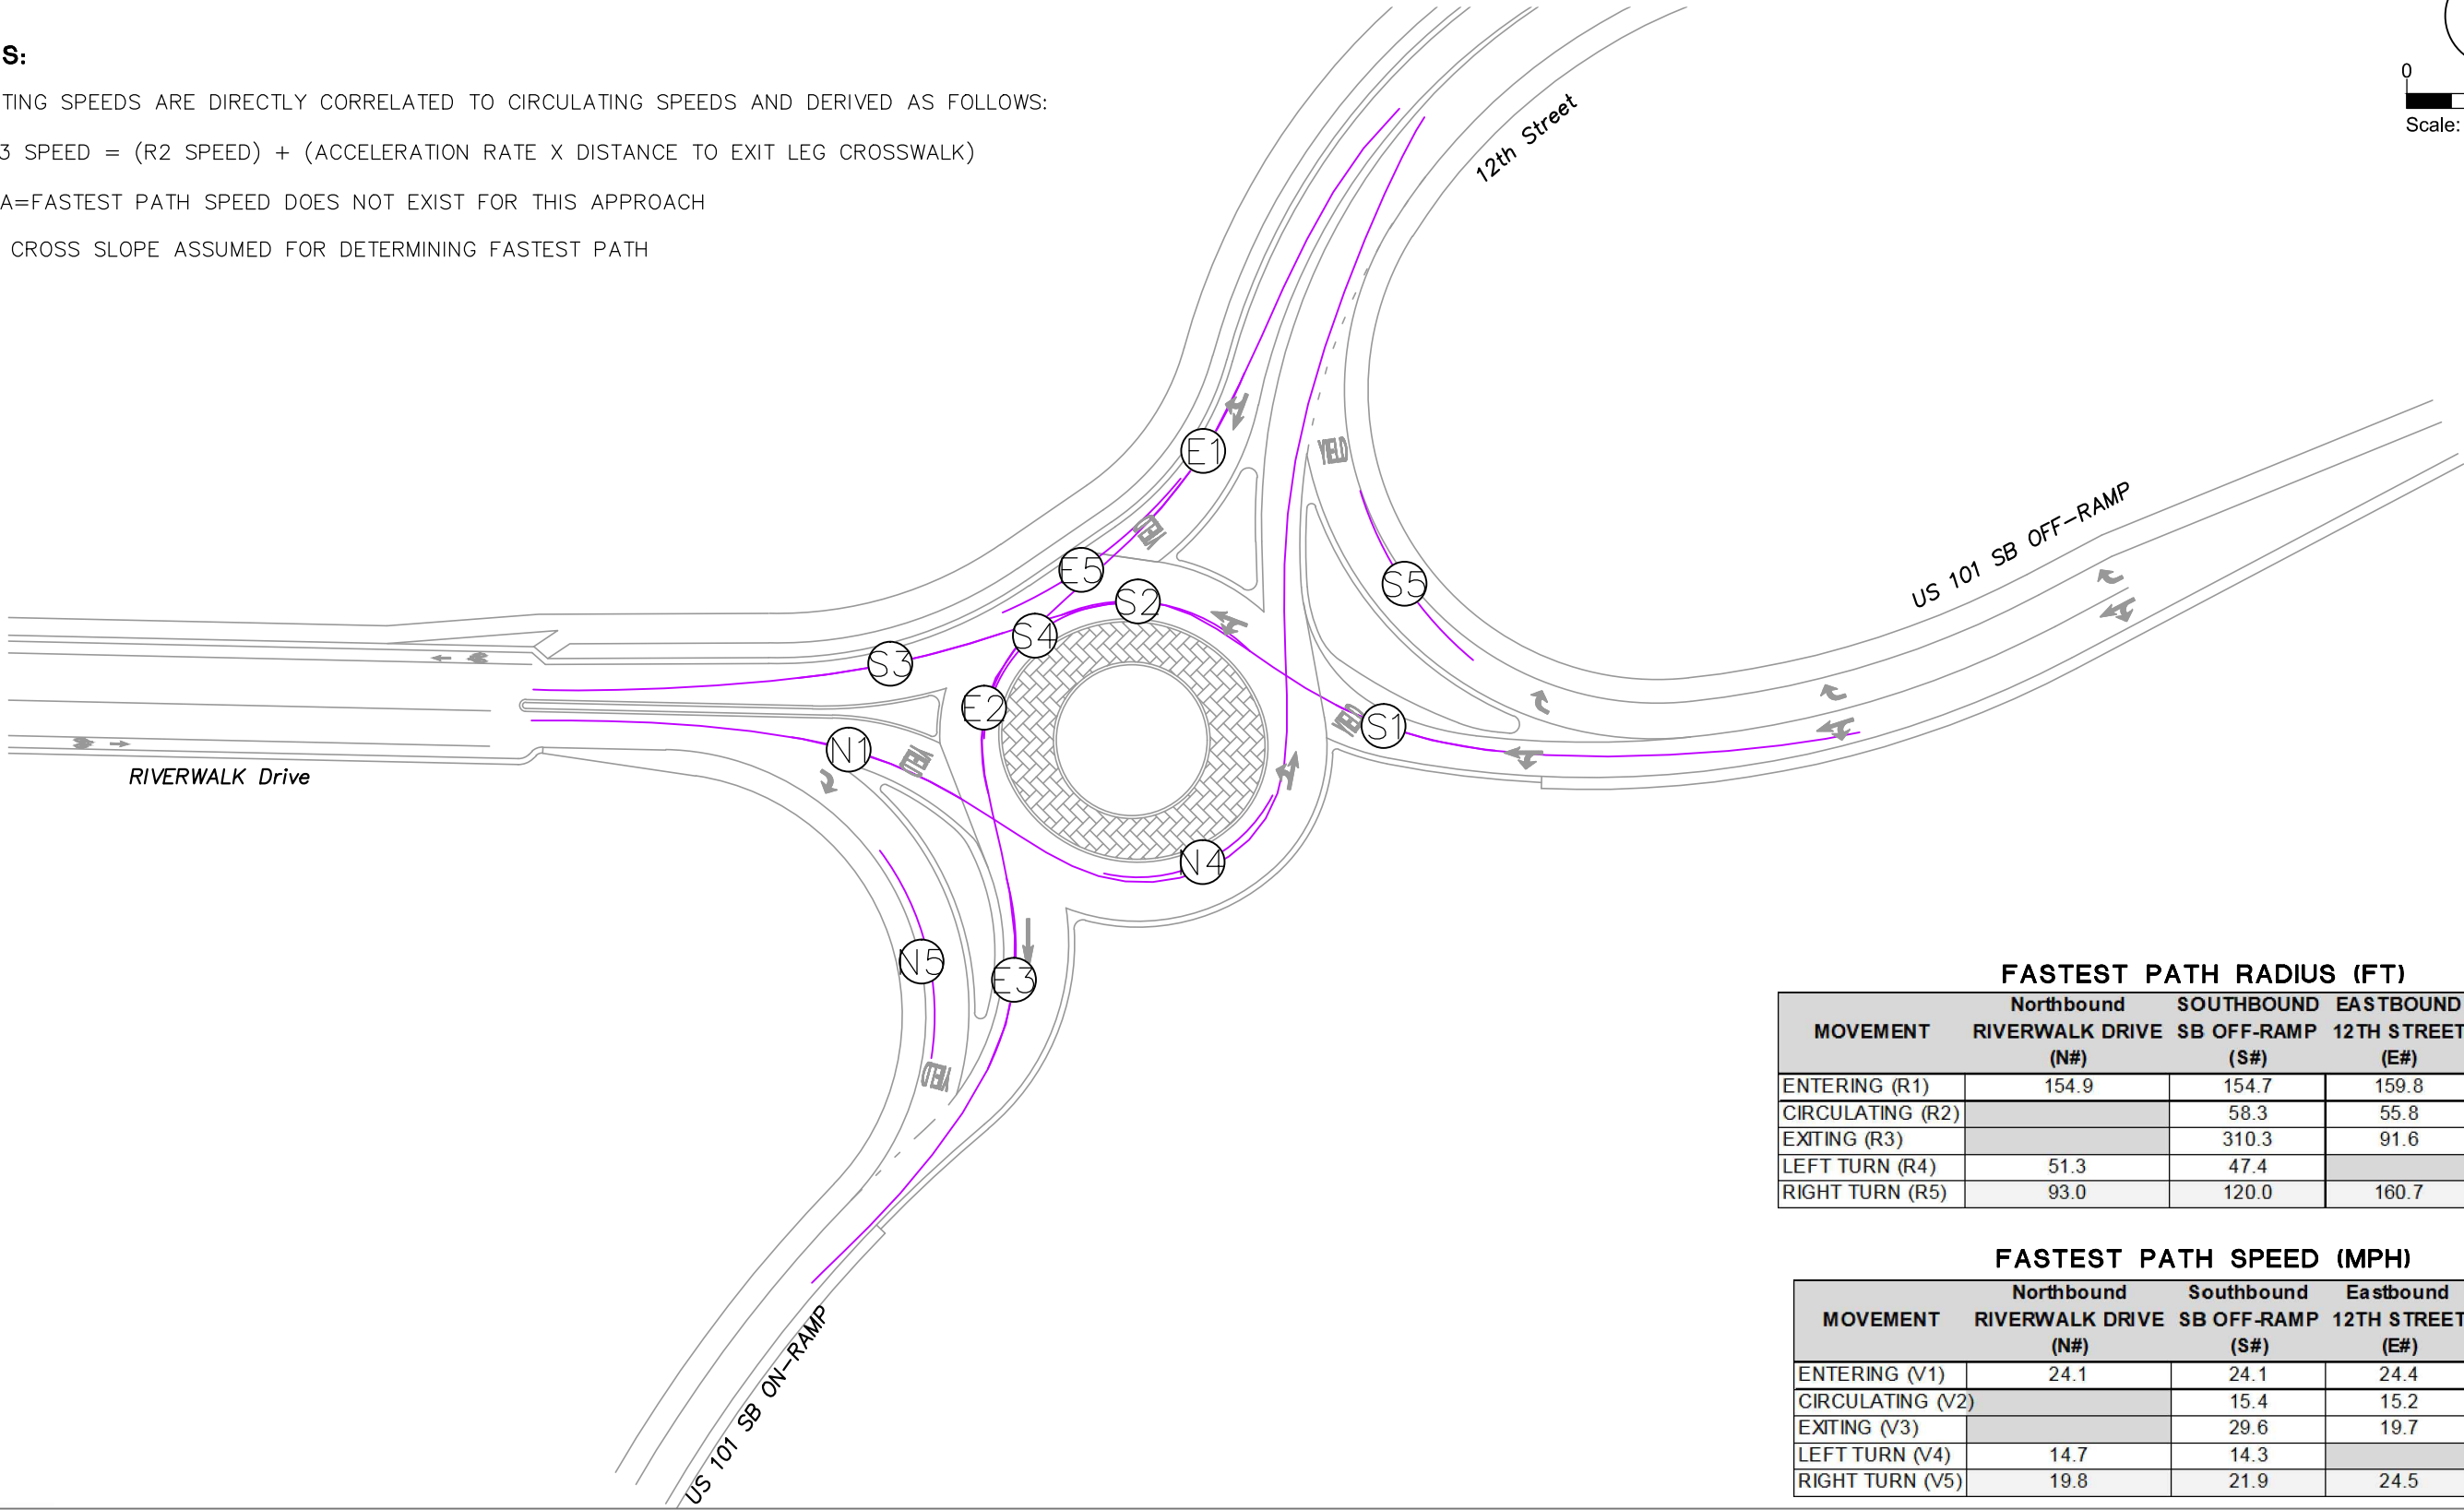 S:
TING SPEEDS ARE DIRECTLY CORRELATED TO CIRCULATING SPEEDS AND DERIVED AS FOLLOWS:
3 SPEED = (R2 SPEED) + (ACCELERATION RATE X DISTANCE TO EXIT LEG CROSSWALK)
A=FASTEST PATH SPEED DOES NOT EXIST FOR THIS APPROACH
CROSS SLOPE ASSUMED FOR DETERMINING FASTEST PATH
0
Scale:
12th Street
E1
YIELD
YIELD
US 101 SB OFF-RAMP
E5
S5
S2
S4
S3
E2
YIELD
S1
N1
YIELD
RIVERWALK Drive
N4
N5
E3
YIELD
US 101 SB ON-RAMP
FASTEST PATH RADIUS (FT)
MOVEMENT Northbound RIVERWALK DRIVE (N#) SOUTHBOUND SB OFF-RAMP (S#) EASTBOUND 12TH STREET (E#)
ENTERING (R1) 154.9 154.7 159.8
CIRCULATING (R2) 58.3 55.8
EXITING (R3) 310.3 91.6
LEFT TURN (R4) 51.3 47.4
RIGHT TURN (R5) 93.0 120.0 160.7
FASTEST PATH SPEED (MPH)
MOVEMENT Northbound RIVERWALK DRIVE (N#) Southbound SB OFF-RAMP (S#) Eastbound 12TH STREET (E#)
ENTERING (V1) 24.1 24.1 24.4
CIRCULATING (V2) 15.4 15.2
EXITING (V3) 29.6 19.7
LEFT TURN (V4) 14.7 14.3
RIGHT TURN (V5) 19.8 21.9 24.5